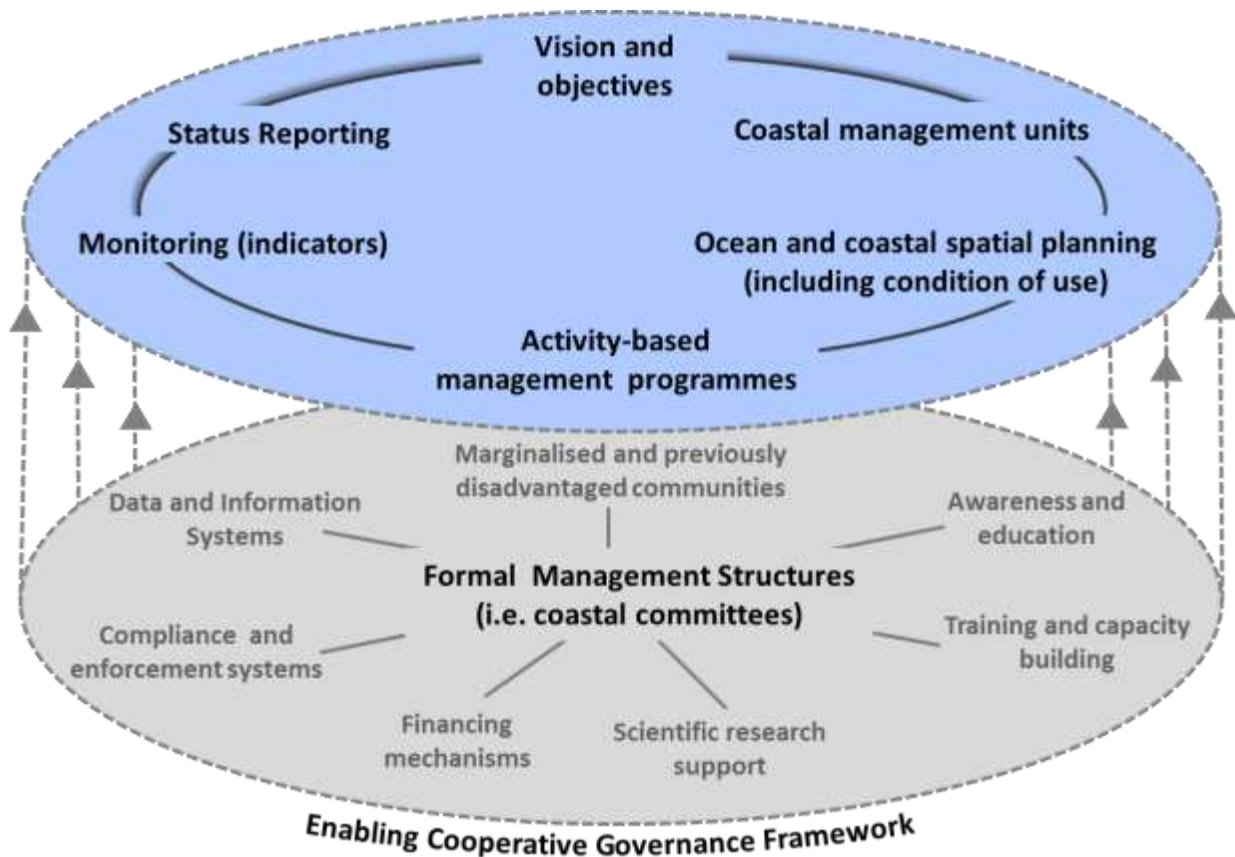 Vision and
objectives
Status Reporting
Coastal management units
Monitoring (indicators)
Ocean and coastal spatial planning
(including condition of use)
Activity-based
management programmes
Marginalised and previously
disadvantaged communities
Data and Information
Systems
Awareness and
education
Formal Management Structures
(i.e. coastal committees)
Compliance and
enforcement systems
Training and capacity
building
Financing
mechanisms
Scientific research
support
Enabling Cooperative Governance Framework